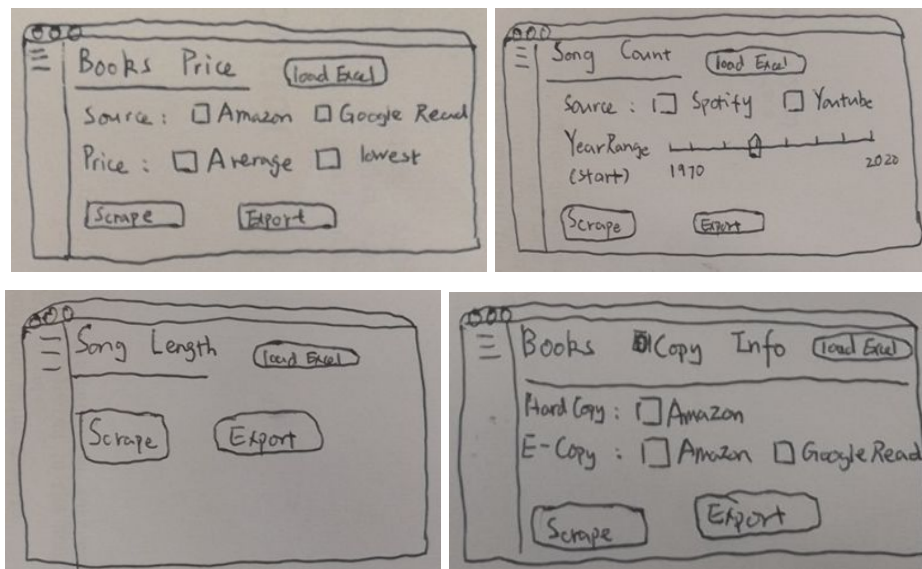 Books Price load Excel
Source: Amazon Google Read
Price: Average lowest
Scrape Export
Song Count load Excel
Source: Spotify Youtube
Year Range
(start) 1970 2020
Scrape Export
Song Length load Excel
Scrape Export
Books Copy Info load Excel
Hard Copy: Amazon
E-Copy: Amazon Google Read
Scrape Export